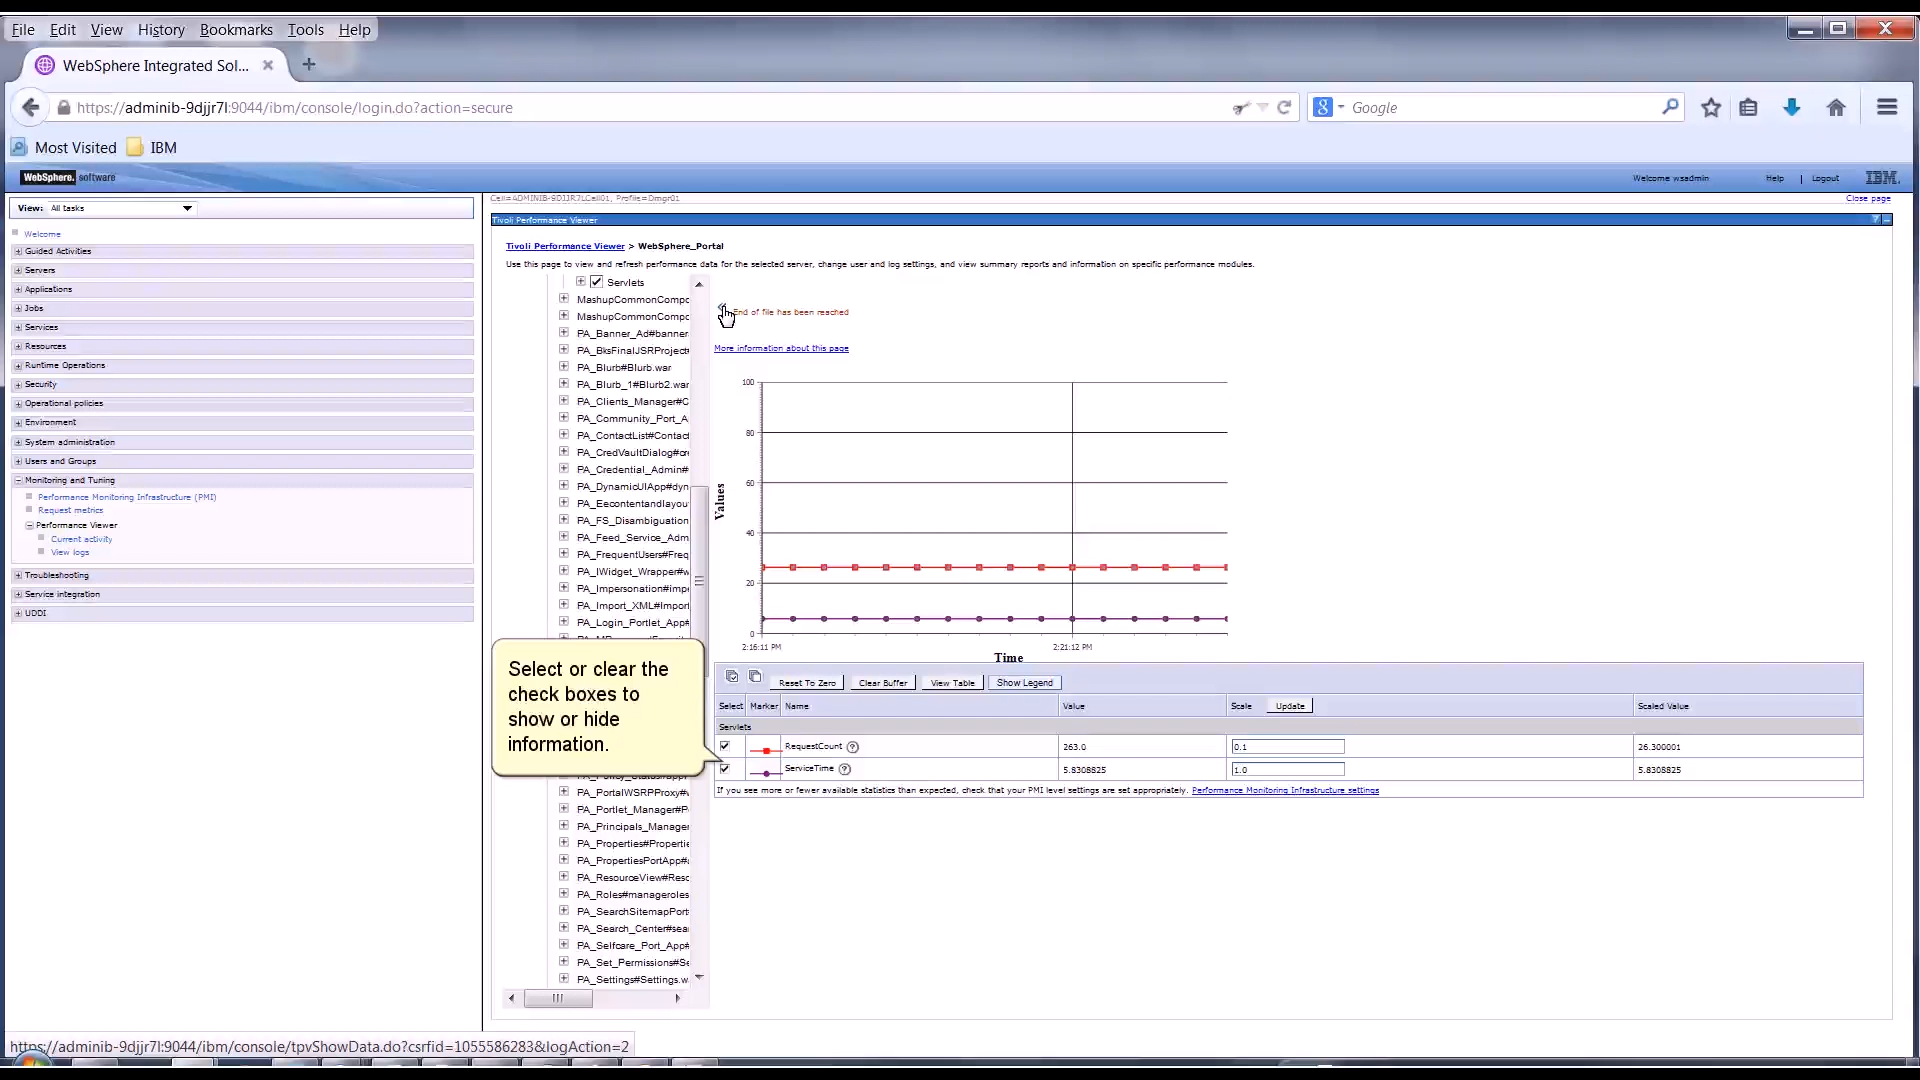 File Edit View History Bookmarks Tools Help
WebSphere Integrated Sol...
https://adminib-9djjr7l:9044/ibm/console/login.do?action=secure
Google
Most Visited IBM
WebSphere. software
Welcome wsadmin Help | Logout IBM.
View: All tasks
Welcome
Guided Activities
Servers
Applications
Jobs
Services
Resources
Runtime Operations
Security
Operational policies
Environment
System administration
Users and Groups
Monitoring and Tuning
Performance Monitoring Infrastructure (PMI)
Request metrics
Performance Viewer
Current activity
View logs
Troubleshooting
Service integration
UDDI
Cell=ADMINIB-9DJJR7LCell01, Profile=Dmgr01
Close page
Tivoli Performance Viewer
Tivoli Performance Viewer > WebSphere_Portal
Use this page to view and refresh performance data for the selected server, change user and log settings, and view summary reports and information on specific performance modules.
Servlets
MashupCommonCompo
MashupCommonCompo
PA_Banner_Ad#banner
PA_BksFinalJSRProject#
PA_Blurb#Blurb.war
PA_Blurb_1#Blurb2.war
PA_Clients_Manager#C
PA_Community_Port_A
PA_ContactList#Contact
PA_CredVaultDialog#cre
PA_Credential_Admin#
PA_DynamicUIApp#dyn
PA_Eecontentandlayou
PA_FS_Disambiguation
PA_Feed_Service_Adm
PA_FrequentUsers#Freq
PA_IWidget_Wrapper#w
PA_Impersonation#impe
PA_Import_XML#Import
PA_Login_Portlet_App#
PA_PortalWSRPProxy#
PA_Portlet_Manager#P
PA_Principals_Manager
PA_Properties#Propertie
PA_PropertiesPortApp#
PA_ResourceView#Reso
PA_Roles#manageroles
PA_SearchSitemapPort
PA_Search_Center#sear
PA_Selfcare_Port_App#
PA_Set_Permissions#Se
PA_Settings#Settings.w
End of file has been reached
More information about this page
100
80
60
40
20
0
Values
2:16:11 PM 2:21:12 PM
Time
Select or clear the
check boxes to
show or hide
information.
Reset To Zero Clear Buffer View Table Show Legend
Select Marker Name Value Scale Update Scaled Value
Servlets
RequestCount ? 263.0 0.1 26.300001
ServiceTime ? 5.8308825 1.0 5.8308825
If you see more or fewer available statistics than expected, check that your PMI level settings are set appropriately. Performance Monitoring Infrastructure settings
https://adminib-9djjr7l:9044/ibm/console/tpvShowData.do?csrfid=1055586283&logAction=2